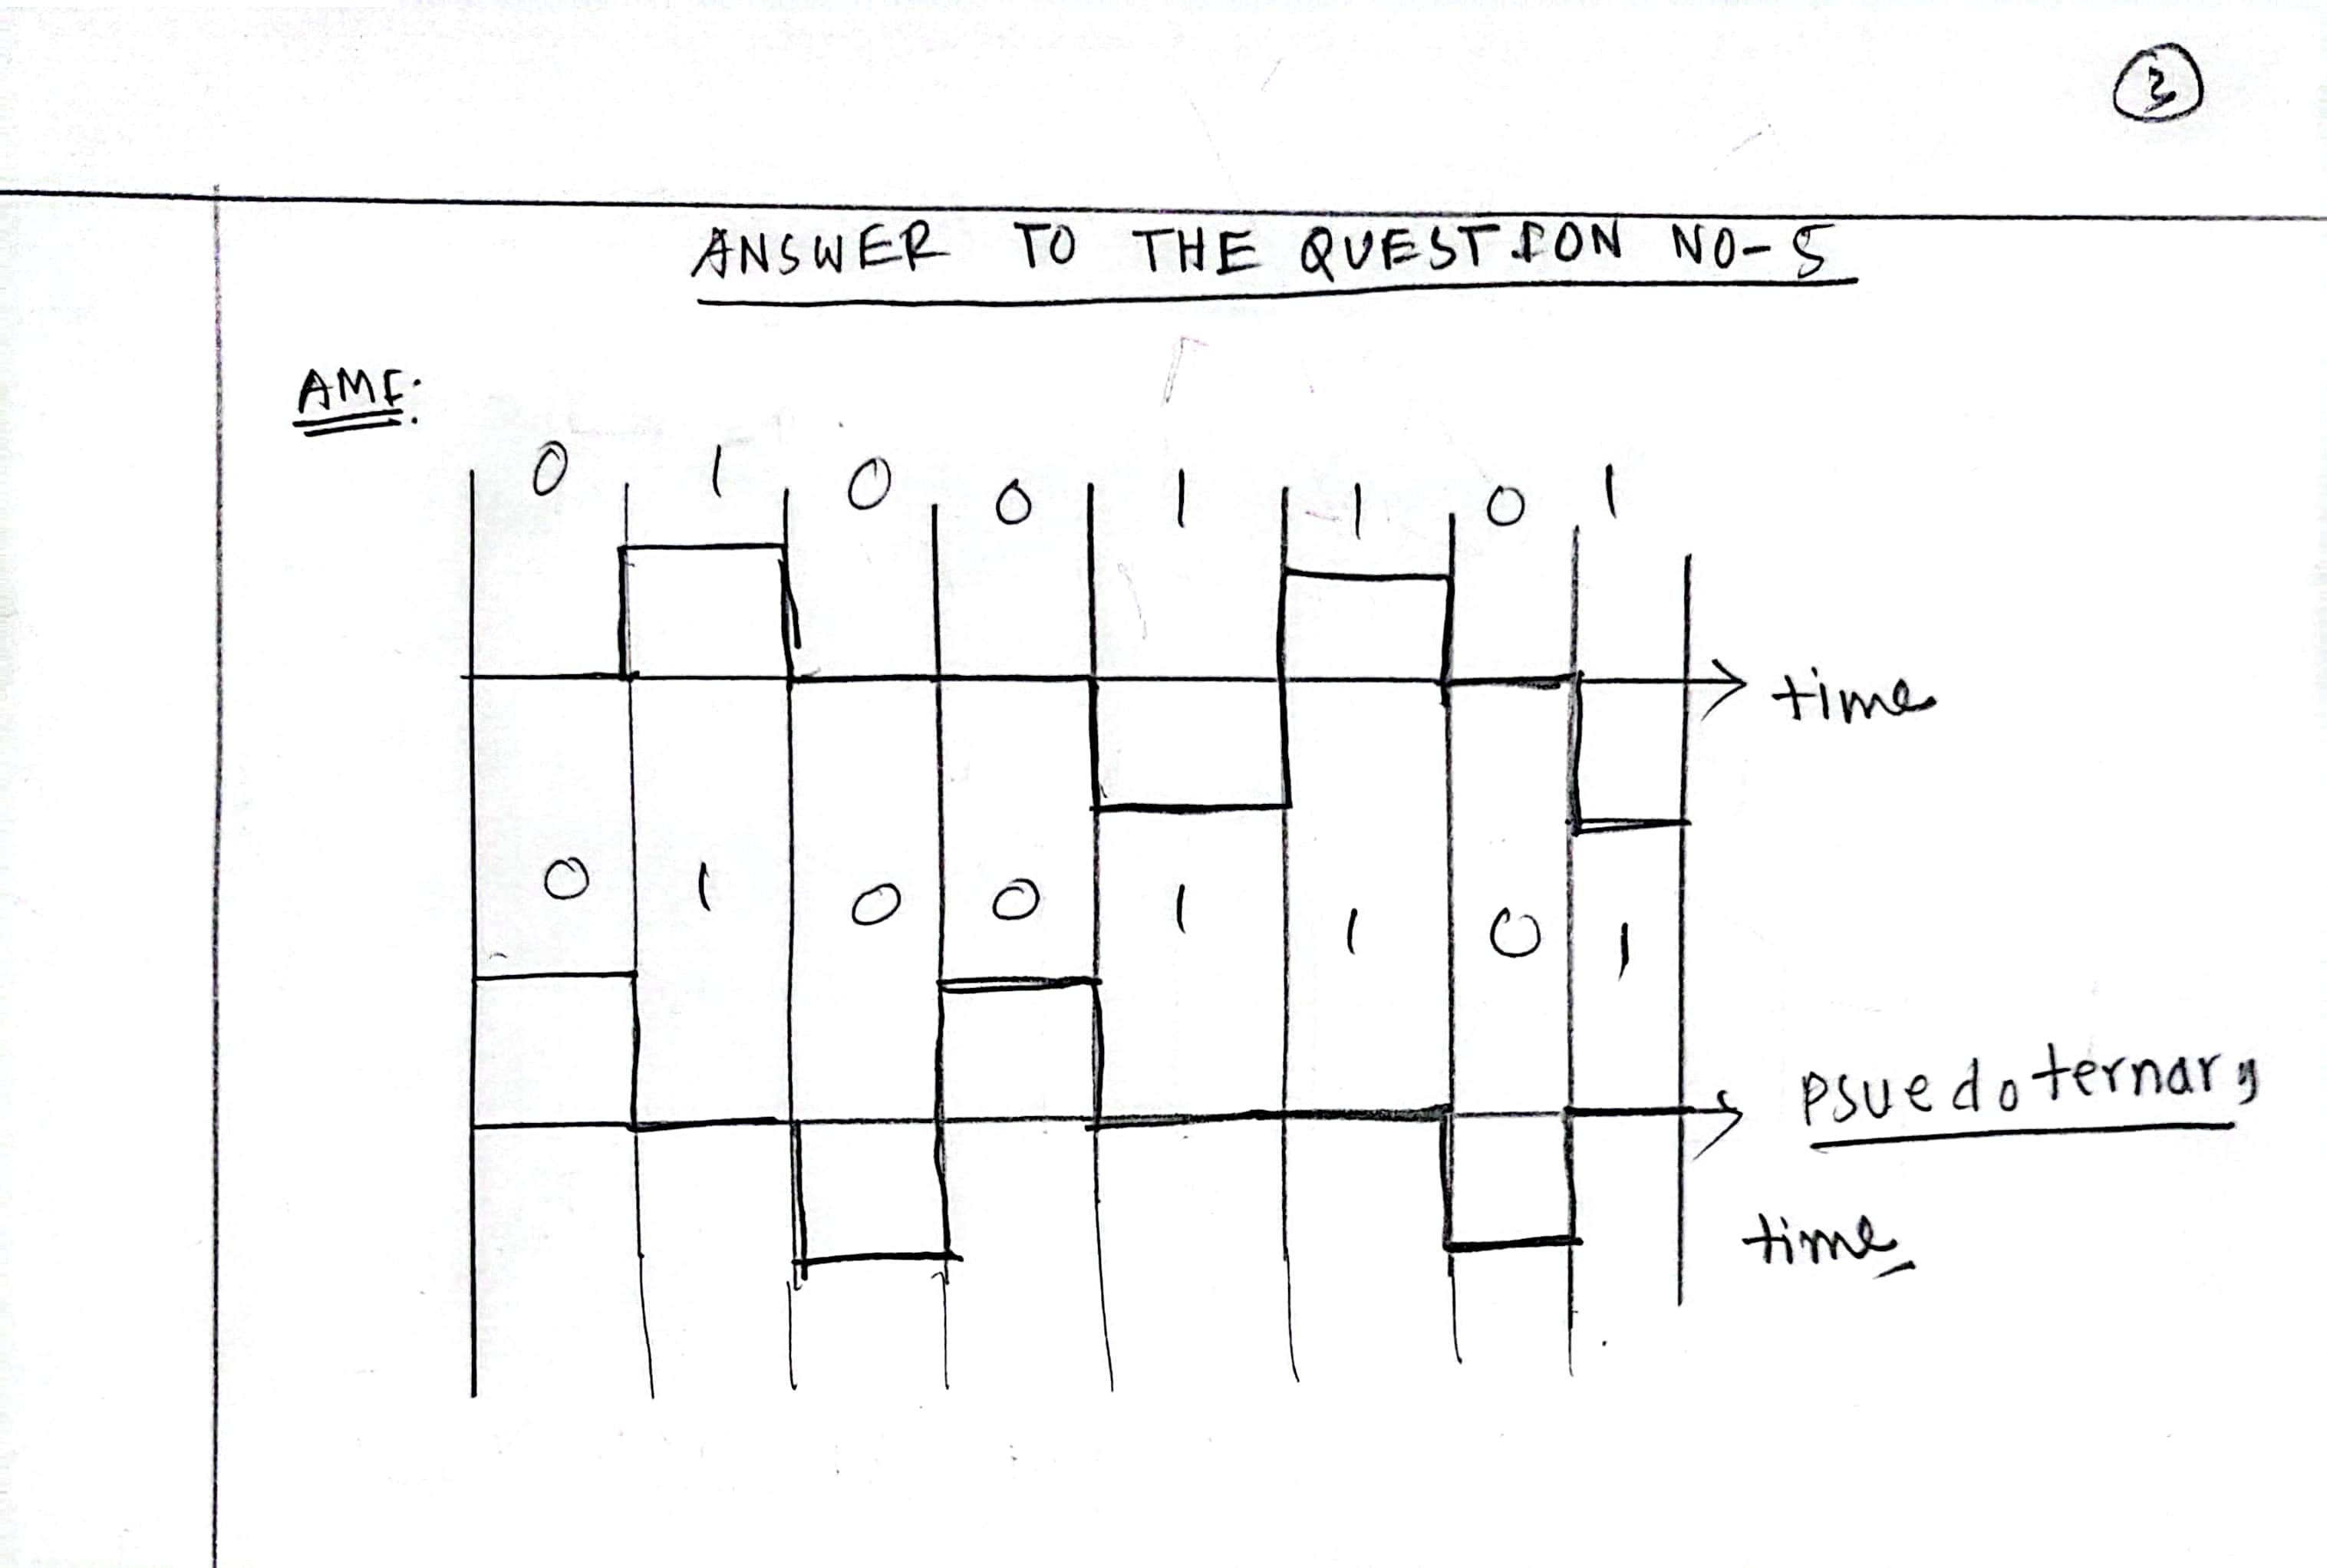 3
ANSWER TO THE QUESTION NO-5
AMI:
0 1 0 0 1 1 0 1
time
0 1 0 0 1 1 0 1
psuedoternary
time